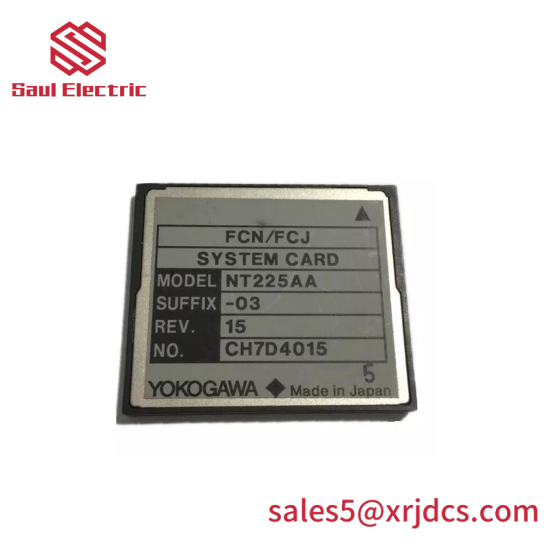 Saul Electric
FCN/FCJ
SYSTEM CARD
MODEL NT225AA
SUFFIX -03
REV. 15
NO. CH7D4015
5
YOKOGAWA ◆ Made in Japan
sales5@xrjdcs.com